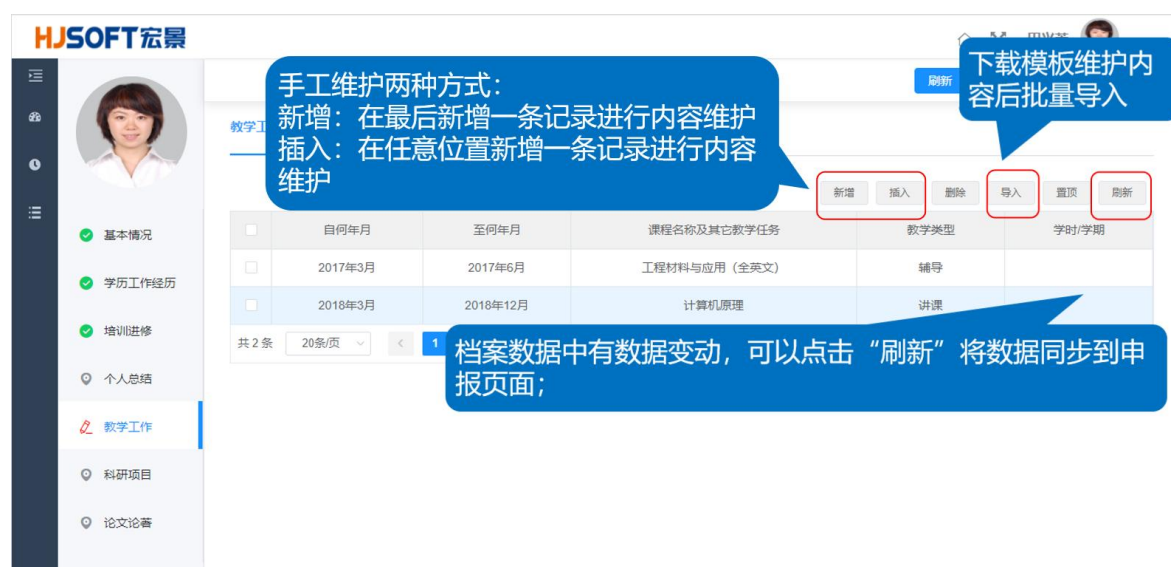 HJSOFT宏景
下载模板维护内
容后批量导入
手工维护两种方式：
新增：在最后新增一条记录进行内容维护
插入：在任意位置新增一条记录进行内容
维护
刷新
教学工
新增 插入 删除 导入 置顶 刷新
自何年月 至何年月 课程名称及其它教学任务 教学类型 学时/学期
2017年3月 2017年6月 工程材料与应用（全英文） 辅导
2018年3月 2018年12月 计算机原理 讲课
共 2 条 20条/页 < 1
档案数据中有数据变动，可以点击“刷新”将数据同步到申
报页面；
基本情况
学历工作经历
培训进修
个人总结
教学工作
科研项目
论文论著